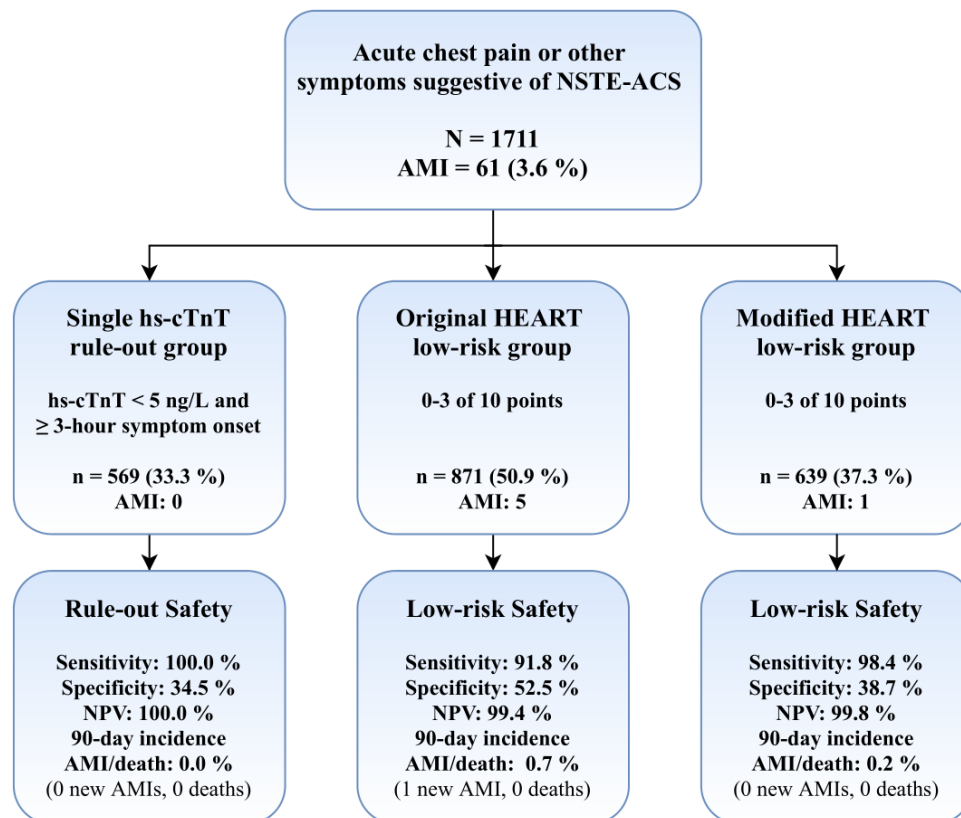 Acute chest pain or other
symptoms suggestive of NSTE-ACS
N = 1711
AMI = 61 (3.6 %)
Single hs-cTnT
rule-out group
hs-cTnT < 5 ng/L and
≥ 3-hour symptom onset
n = 569 (33.3 %)
AMI: 0
Original HEART
low-risk group
0-3 of 10 points
n = 871 (50.9 %)
AMI: 5
Modified HEART
low-risk group
0-3 of 10 points
n = 639 (37.3 %)
AMI: 1
Rule-out Safety
Sensitivity: 100.0 %
Specificity: 34.5 %
NPV: 100.0 %
90-day incidence
AMI/death: 0.0 %
(0 new AMIs, 0 deaths)
Low-risk Safety
Sensitivity: 91.8 %
Specificity: 52.5 %
NPV: 99.4 %
90-day incidence
AMI/death: 0.7 %
(1 new AMI, 0 deaths)
Low-risk Safety
Sensitivity: 98.4 %
Specificity: 38.7 %
NPV: 99.8 %
90-day incidence
AMI/death: 0.2 %
(0 new AMIs, 0 deaths)